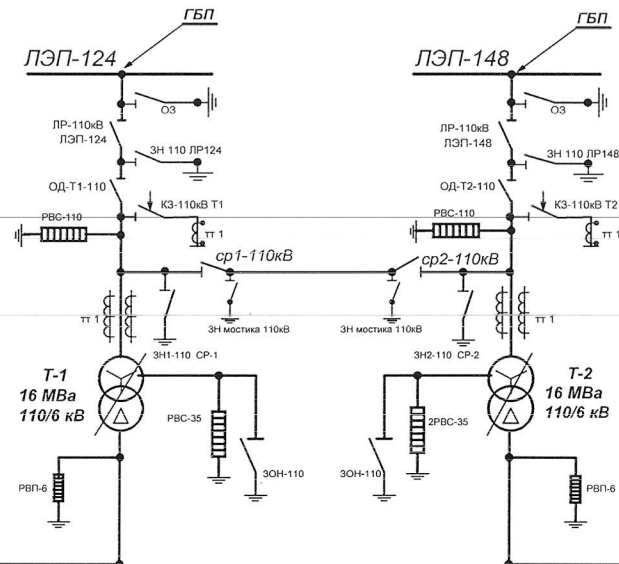 ГБП
ГБП
ЛЭП-124
ЛЭП-148
ОЗ
ОЗ
ЛР-110кВ
ЛЭП-124
ЗН 110 ЛР124
ЛР-110кВ
ЛЭП-148
ЗН 110 ЛР148
ОД-Т1-110
КЗ-110кВ Т1
ОД-Т2-110
КЗ-110кВ Т2
РВС-110
тт 1
РВС-110
тт 1
ср1-110кВ
ср2-110кВ
тт 1
ЗН мостика 110кВ
ЗН мостика 110кВ
тт 1
ЗН1-110 СР-1
ЗН2-110 СР-2
Т-1
16 МВа
110/6 кВ
РВС-35
ЗОН-110
2РВС-35
ЗОН-110
Т-2
16 МВа
110/6 кВ
РВП-6
РВП-6